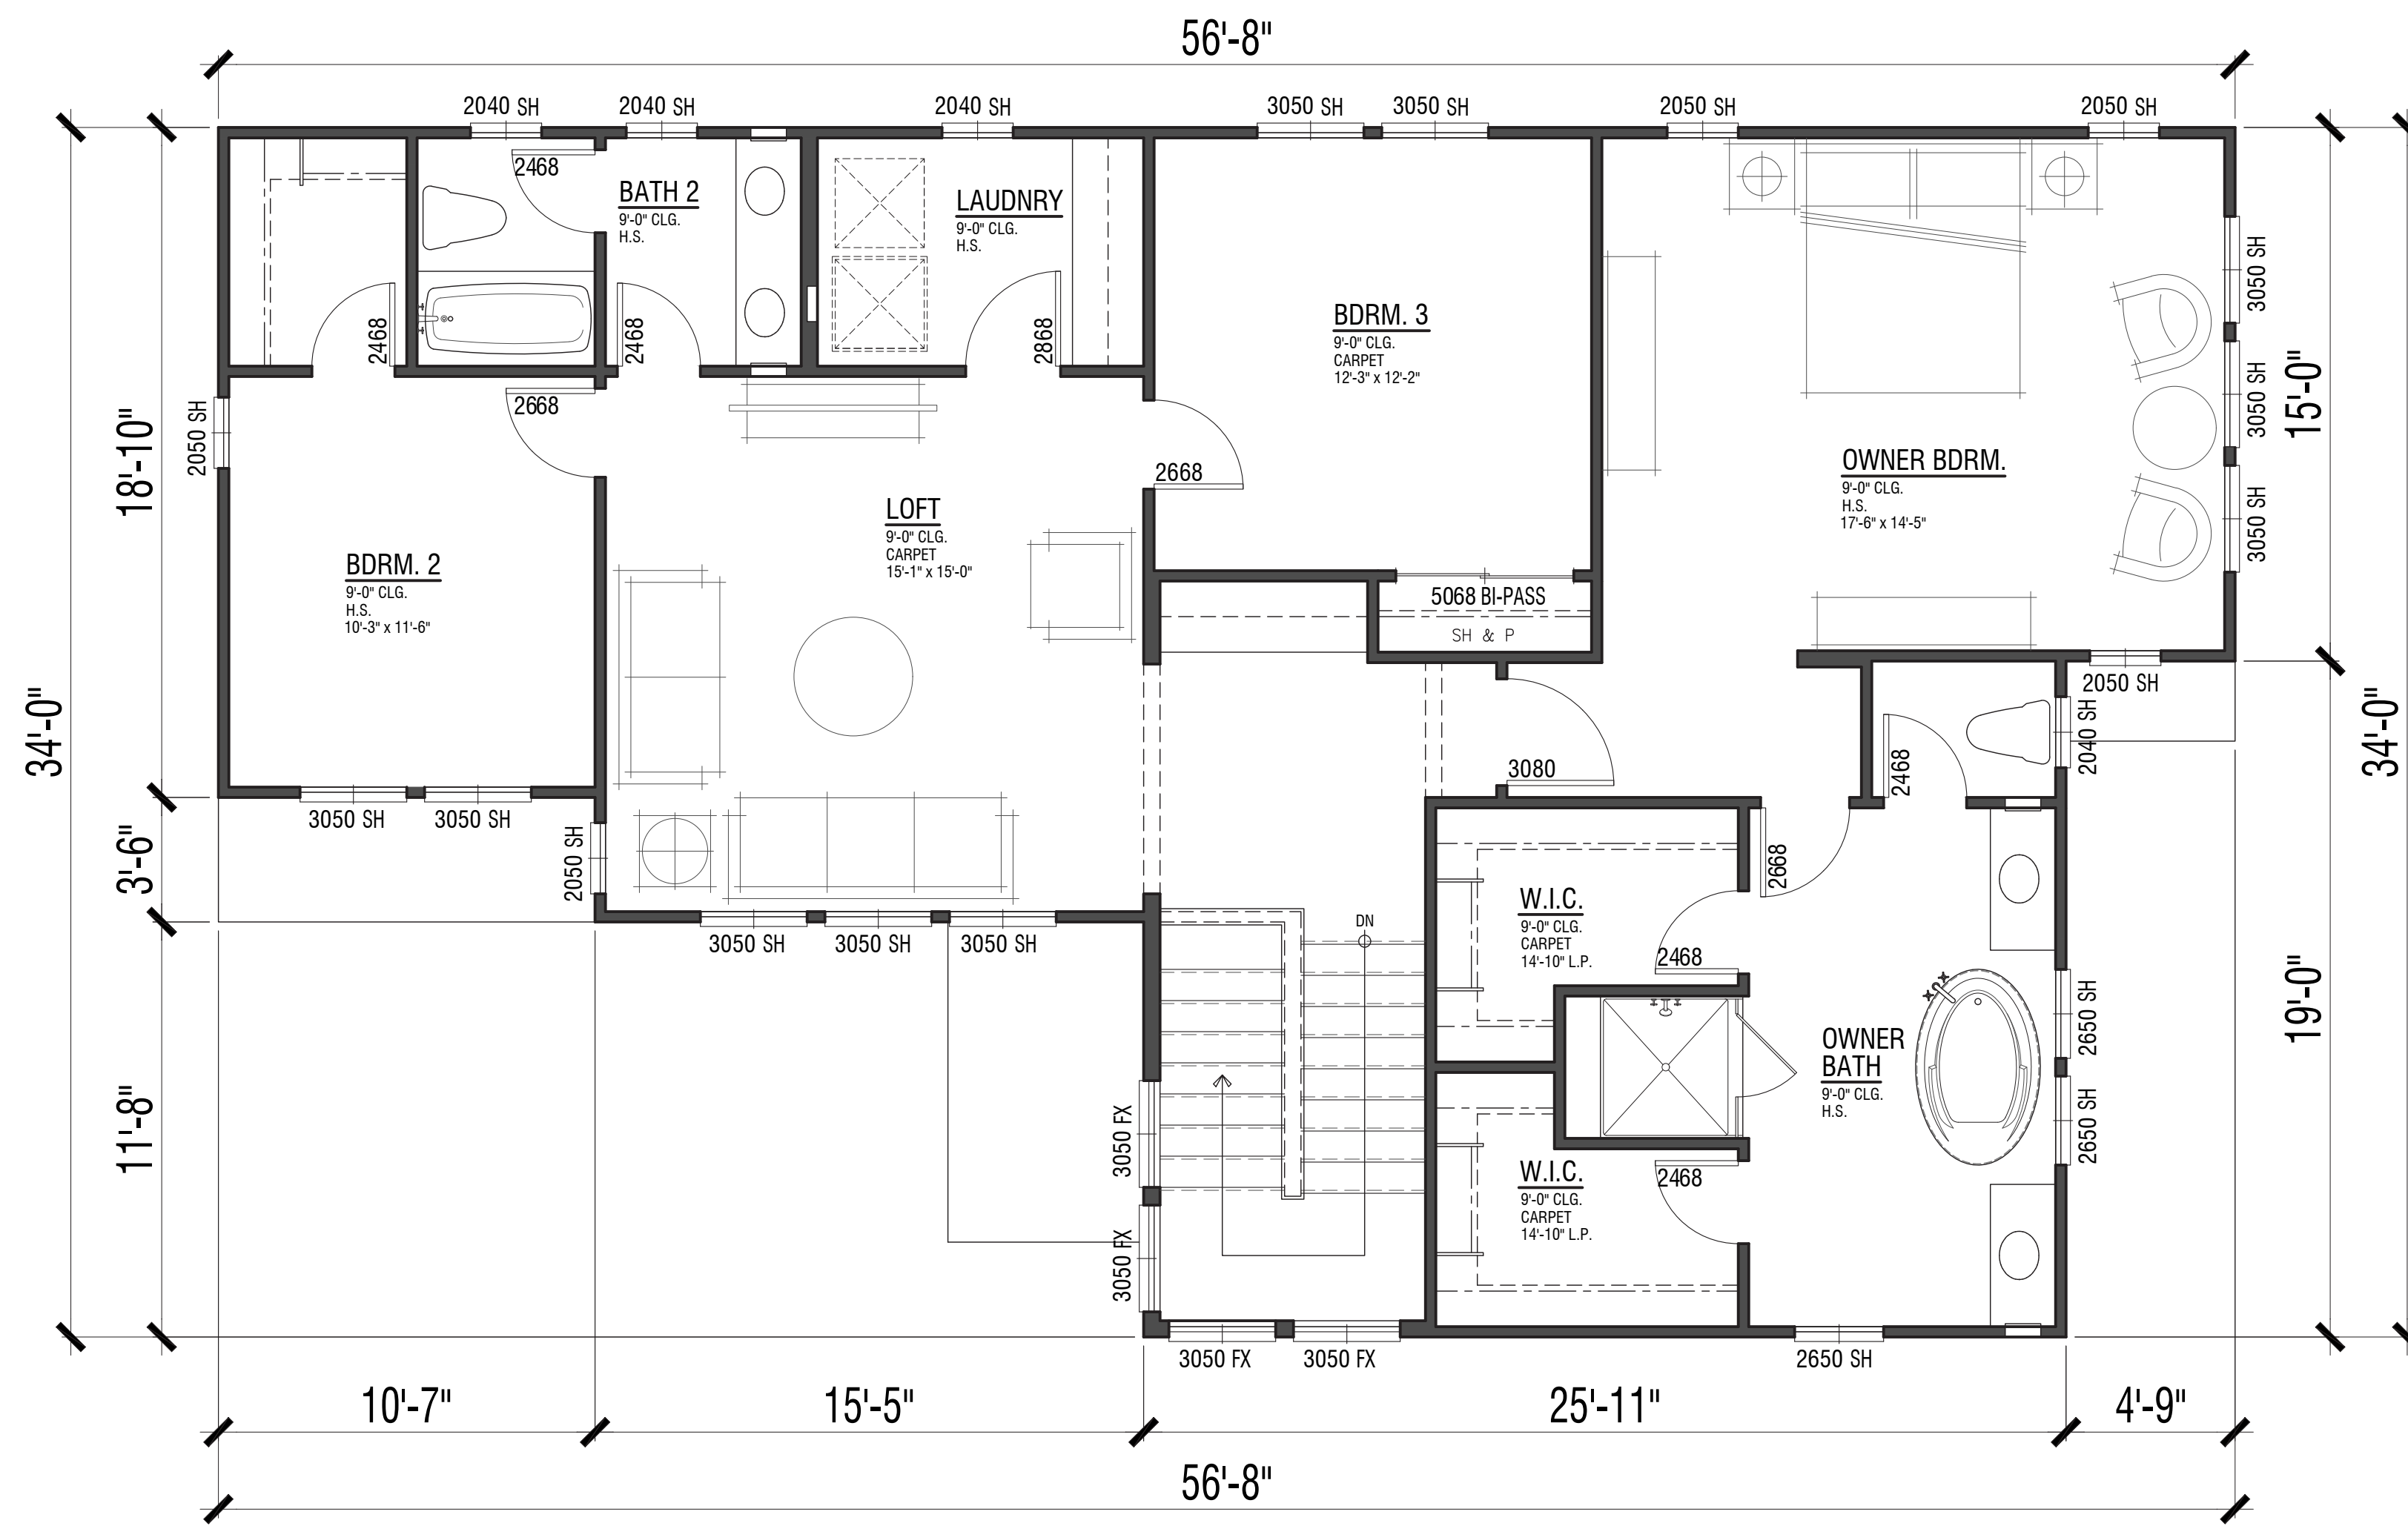 56'-8"
2040 SH
2040 SH
2040 SH
3050 SH
3050 SH
2050 SH
2050 SH
2468
BATH 2
9'-0" CLG.
H.S.
LAUDNRY
9'-0" CLG.
H.S.
3050 SH
2468
2468
2868
BDRM. 3
9'-0" CLG.
CARPET
12'-3" x 12'-2"
3050 SH
15'-0"
2050 SH
18'-10"
2668
2668
OWNER BDRM.
9'-0" CLG.
H.S.
17'-6" x 14'-5"
3050 SH
LOFT
9'-0" CLG.
CARPET
15'-1" x 15'-0"
BDRM. 2
9'-0" CLG.
H.S.
10'-3" x 11'-6"
5068 BI-PASS
SH & P
2050 SH
34'-0"
34'-0"
2040 SH
3080
2468
3050 SH
3050 SH
3'-6"
2050 SH
2668
W.I.C.
9'-0" CLG.
CARPET
14'-10" L.P.
2468
DN
3050 SH
3050 SH
3050 SH
19'-0"
2650 SH
OWNER
BATH
9'-0" CLG.
H.S.
11'-8"
3050 FX
2650 SH
W.I.C.
9'-0" CLG.
CARPET
14'-10" L.P.
2468
3050 FX
3050 FX
3050 FX
2650 SH
10'-7"
15'-5"
25'-11"
4'-9"
56'-8"